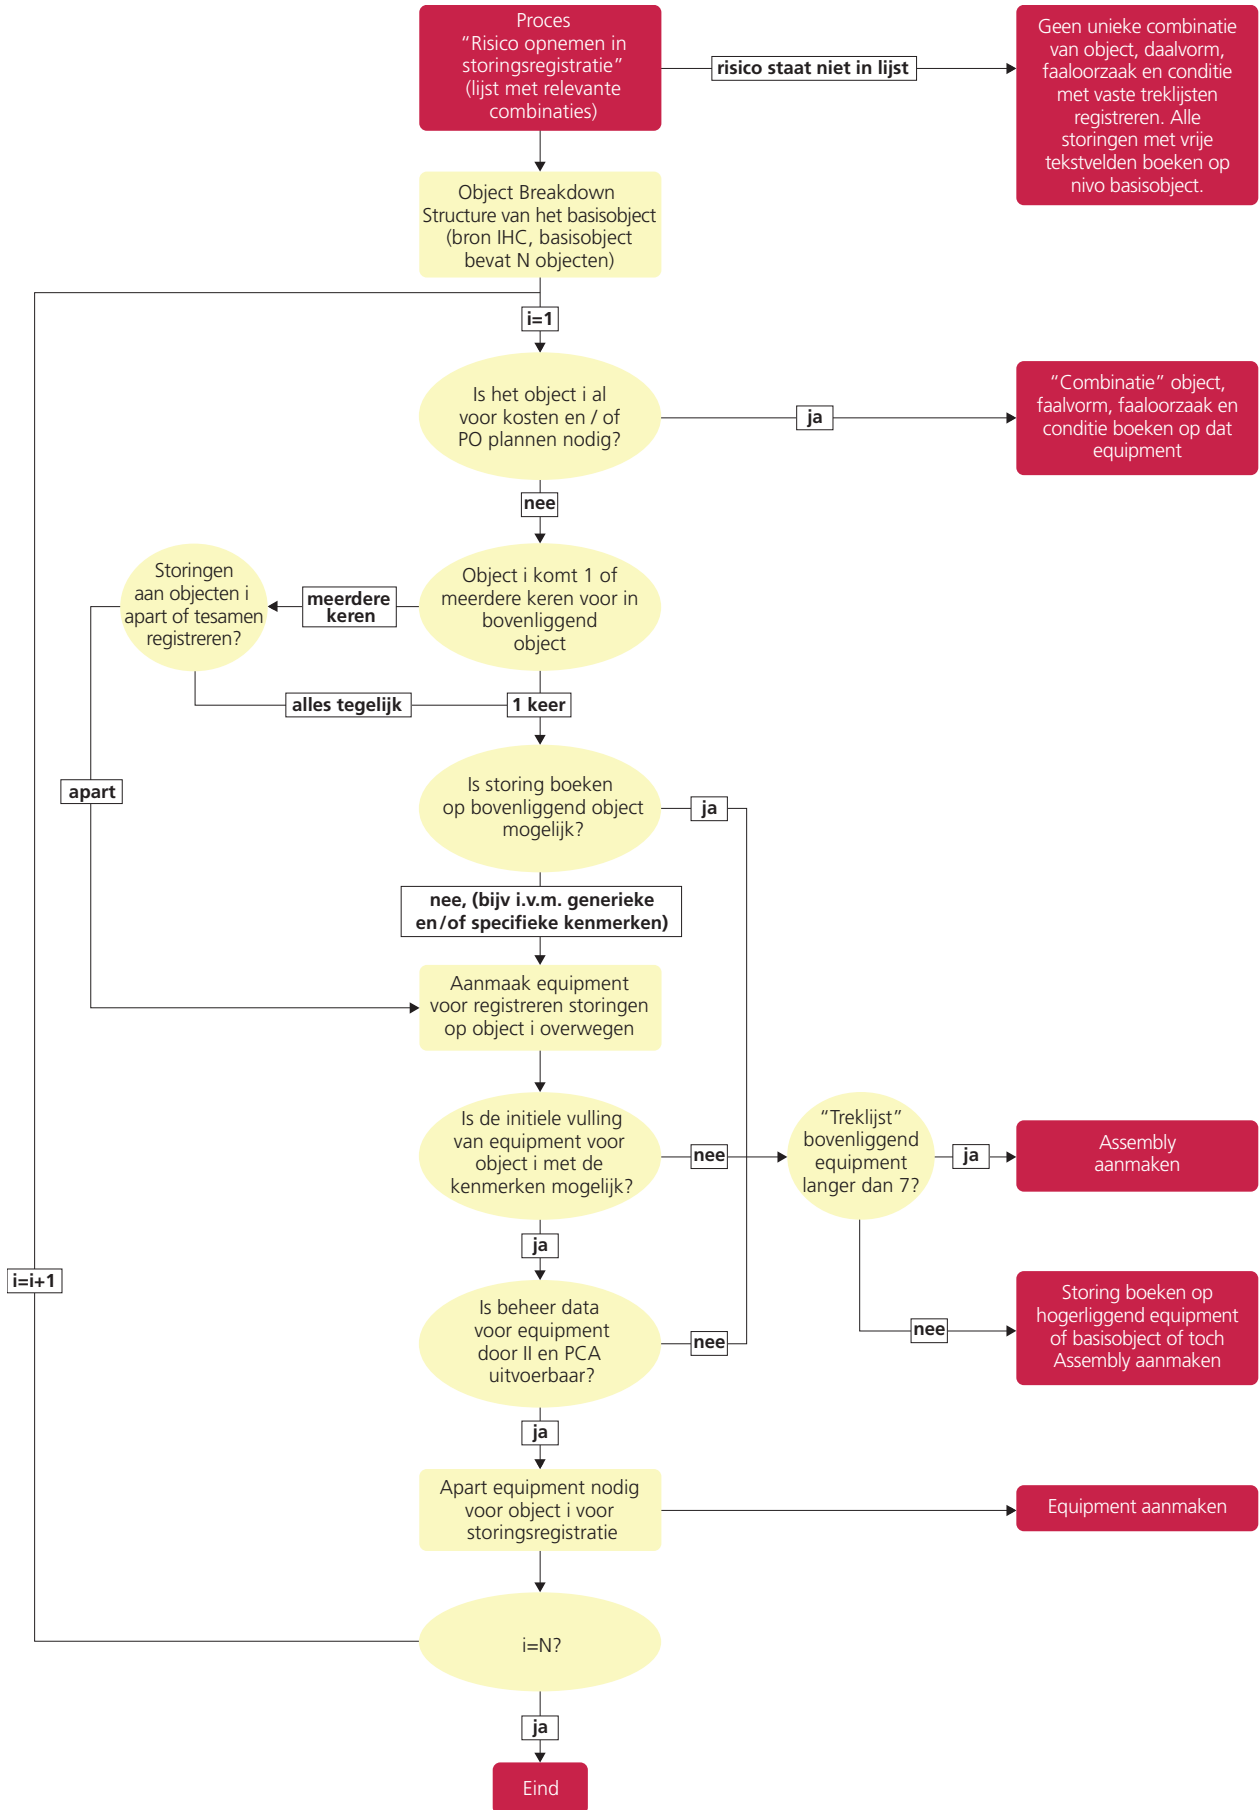 Proces
“Risico opnemen in
storingsregistratie”
(lijst met relevante
combinaties)
risico staat niet in lijst
Geen unieke combinatie
van object, daalvorm,
faaloorzaak en conditie
met vaste treklijsten
registreren. Alle
storingen met vrije
tekstvelden boeken op
nivo basisobject.
Object Breakdown
Structure van het basisobject
(bron IHC, basisobject
bevat N objecten)
i=1
Is het object i al
voor kosten en / of
PO plannen nodig?
ja
“Combinatie” object,
faalvorm, faaloorzaak en
conditie boeken op dat
equipment
nee
Object i komt 1 of
meerdere keren voor in
bovenliggend
object
meerdere
keren
Storingen
aan objecten i
apart of tesamen
registreren?
alles tegelijk
1 keer
apart
Is storing boeken
op bovenliggend object
mogelijk?
ja
nee, (bijv i.v.m. generieke
en/of specifieke kenmerken)
Aanmaak equipment
voor registreren storingen
op object i overwegen
Is de initiele vulling
van equipment voor
object i met de
kenmerken mogelijk?
nee
“Treklijst”
bovenliggend
equipment
langer dan 7?
ja
Assembly
aanmaken
ja
i=i+1
Is beheer data
voor equipment
door II en PCA
uitvoerbaar?
nee
nee
Storing boeken op
hogerliggend equipment
of basisobject of toch
Assembly aanmaken
ja
Apart equipment nodig
voor object i voor
storingsregistratie
Equipment aanmaken
i=N?
ja
Eind